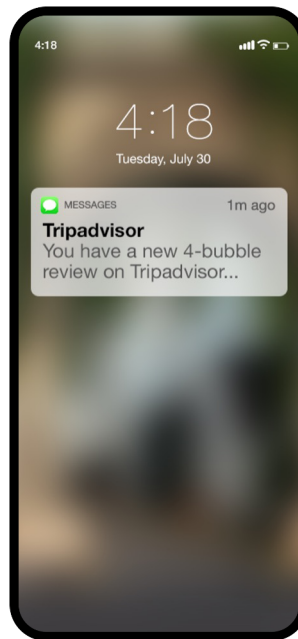 4:18
4:18
Tuesday, July 30
MESSAGES 1m ago
Tripadvisor
You have a new 4-bubble
review on Tripadvisor...